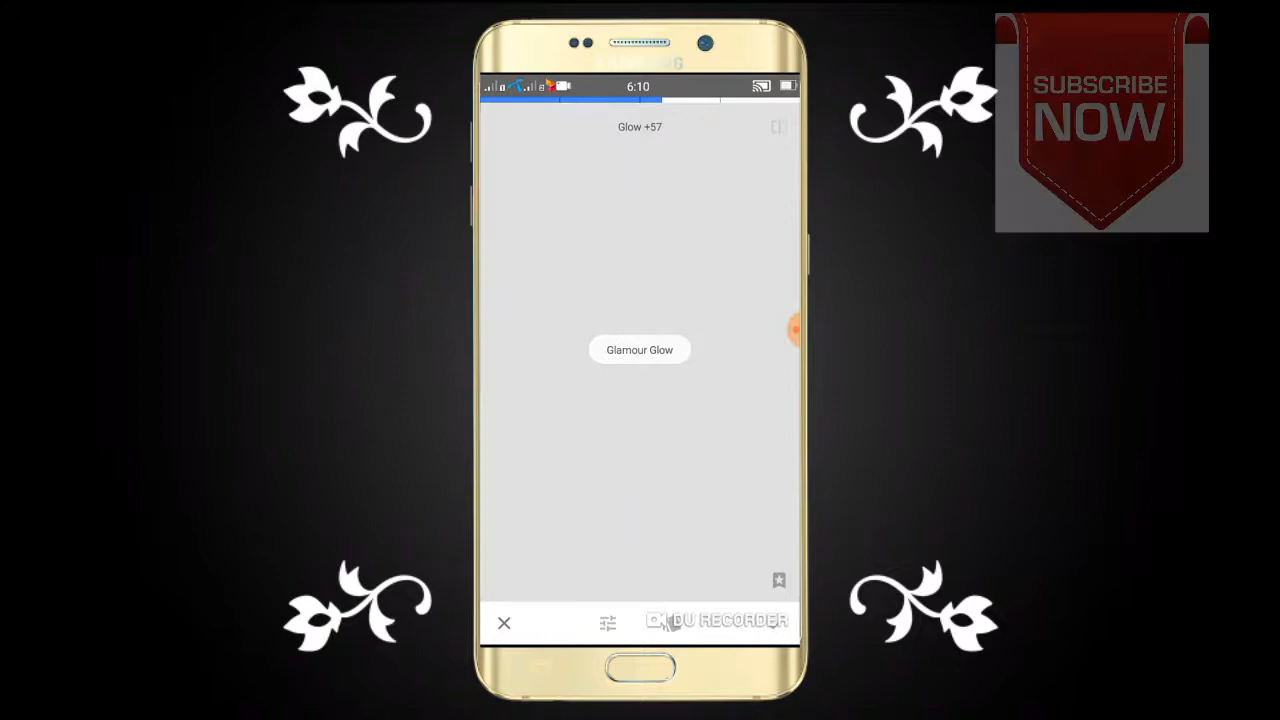 SUBSCRIBE
NOW
6:10
Glow +57
Glamour Glow
DU RECORDER